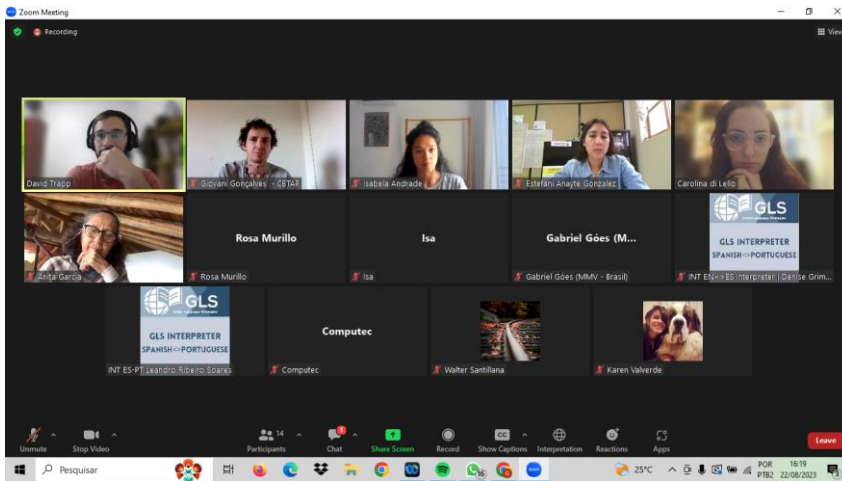 Zoom Meeting
Recording
View
David Trapp
Giovani Gonçalves - CETAP
Isabela Andrade
Estefani Anayte Gonzalez
Carolina di Lello
Anita Garcia
Rosa Murillo
Rosa Murillo
Isa
Isa
Gabriel Góes (M...
Gabriel Góes (MMV - Brasil)
GLS
GLS INTERPRETER
SPANISH<>PORTUGUESE
INT EN<>ES Interpreter | Denise Grim...
GLS
GLS INTERPRETER
SPANISH<>PORTUGUESE
INT ES-PT Leandro Ribeiro Soares
Computec
Computec
Walter Santillana
Karen Valverde
Unmute
Stop Video
14
Participants
1
Chat
Share Screen
Record
CC
Show Captions
Interpretation
Reactions
Apps
Leave
Pesquisar
16
25°C
POR
PTB2
16:19
22/08/2023
3